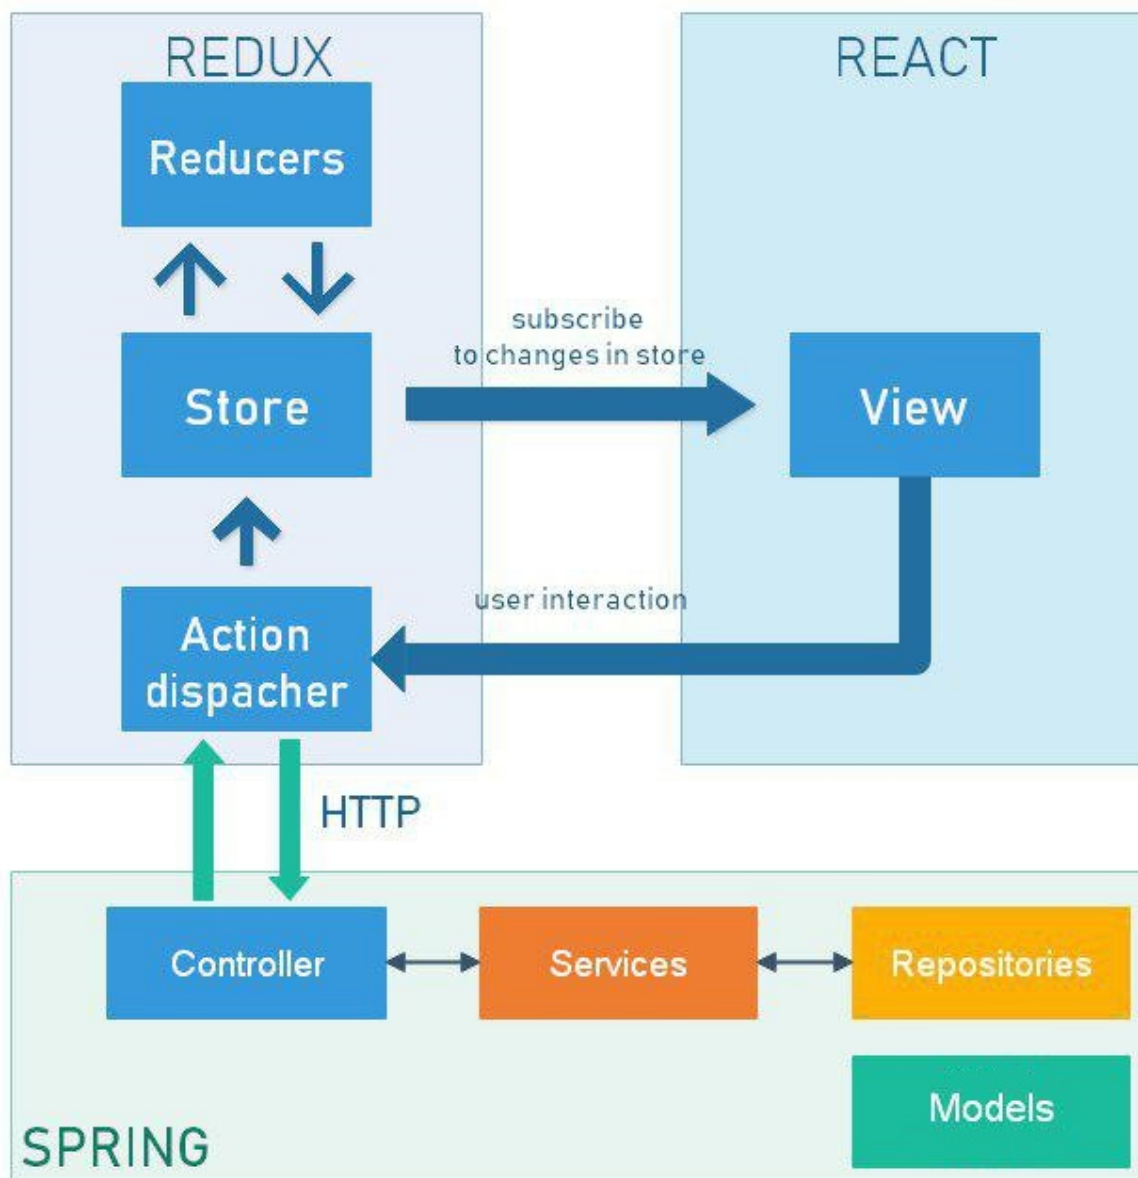 REDUX
REACT
Reducers
subscribe
to changes in store
Store
View
user interaction
Action
dispacher
HTTP
Controller
Services
Repositories
Models
SPRING